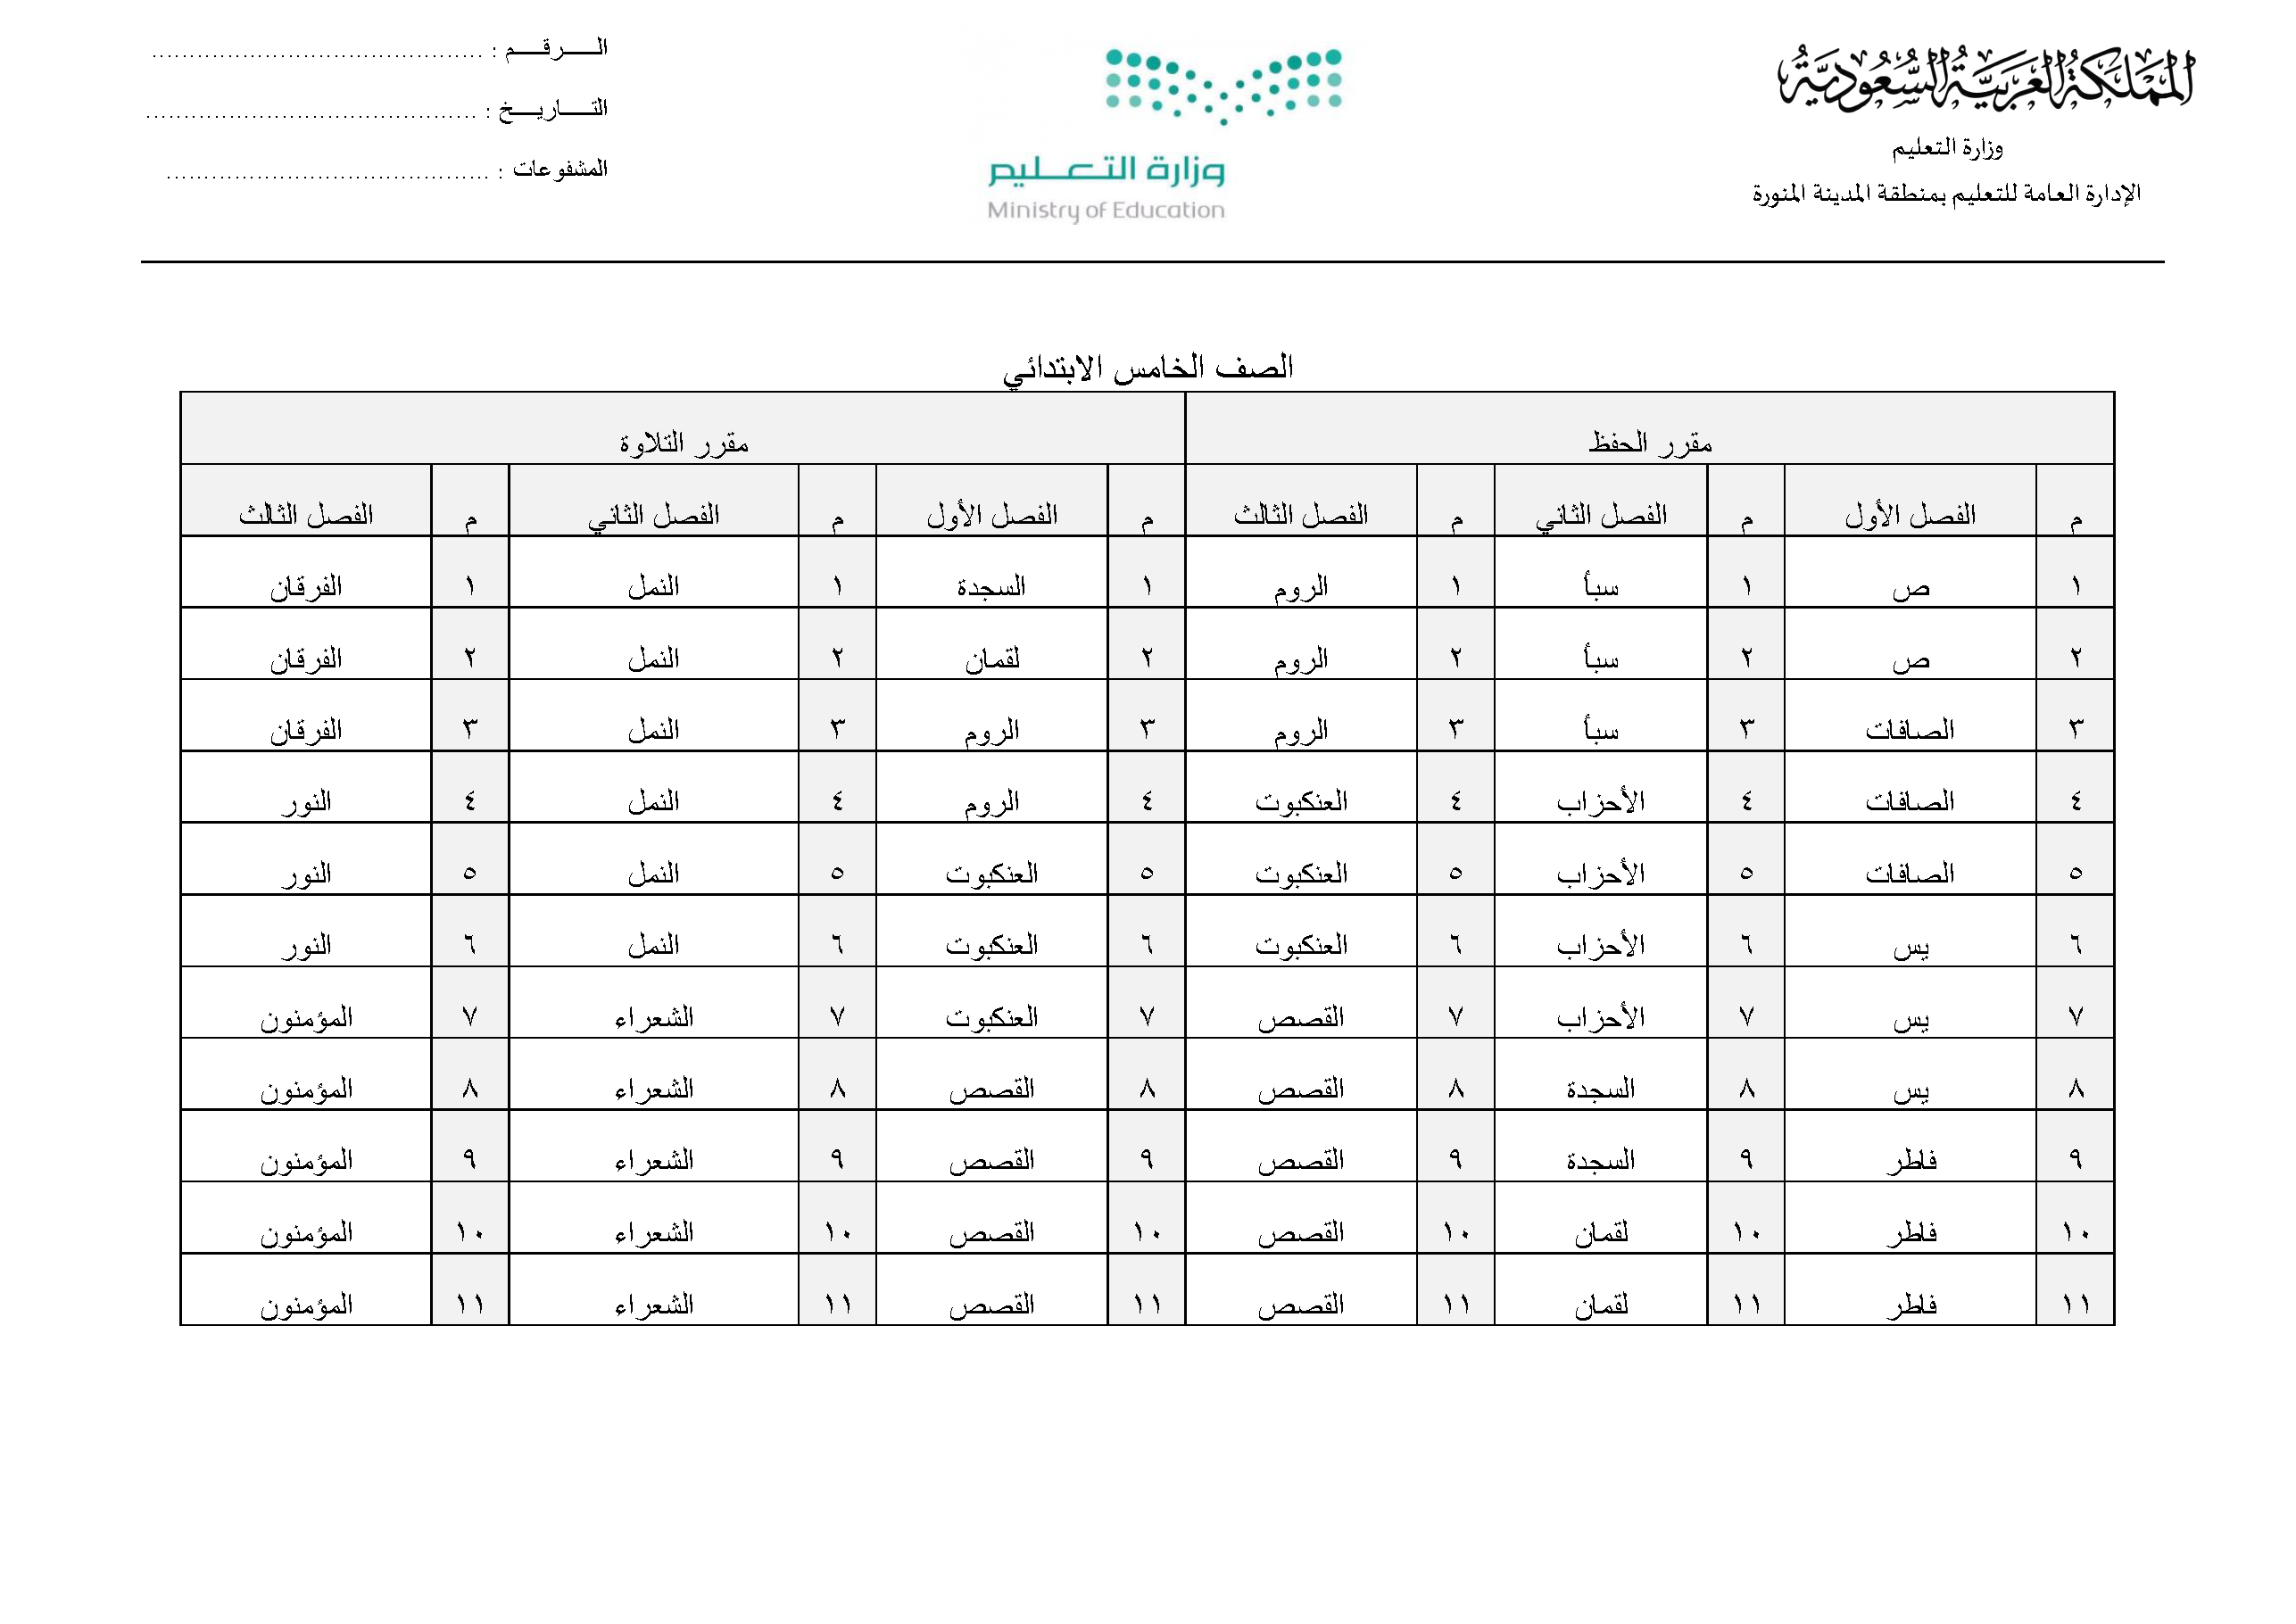 المملكة العربية السعودية
وزارة التعليم
الإدارة العامة للتعليم بمنطقة المدينة المنورة
وزارة التعـــليم
Ministry of Education
الـــــرقـــــم : ............................................
التـــــاريـــخ : ............................................
المشفوعات : ...........................................
الصف الخامس الابتدائي
مقرر الحفظ مقرر التلاوة
م الفصل الأول م الفصل الثاني م الفصل الثالث م الفصل الأول م الفصل الثاني م الفصل الثالث
١ ص ١ سبأ ١ الروم ١ السجدة ١ النمل ١ الفرقان
٢ ص ٢ سبأ ٢ الروم ٢ لقمان ٢ النمل ٢ الفرقان
٣ الصافات ٣ سبأ ٣ الروم ٣ الروم ٣ النمل ٣ الفرقان
٤ الصافات ٤ الأحزاب ٤ العنكبوت ٤ الروم ٤ النمل ٤ النور
٥ الصافات ٥ الأحزاب ٥ العنكبوت ٥ العنكبوت ٥ النمل ٥ النور
٦ يس ٦ الأحزاب ٦ العنكبوت ٦ العنكبوت ٦ النمل ٦ النور
٧ يس ٧ الأحزاب ٧ القصص ٧ العنكبوت ٧ الشعراء ٧ المؤمنون
٨ يس ٨ السجدة ٨ القصص ٨ القصص ٨ الشعراء ٨ المؤمنون
٩ فاطر ٩ السجدة ٩ القصص ٩ القصص ٩ الشعراء ٩ المؤمنون
١٠ فاطر ١٠ لقمان ١٠ القصص ١٠ القصص ١٠ الشعراء ١٠ المؤمنون
١١ فاطر ١١ لقمان ١١ القصص ١١ القصص ١١ الشعراء ١١ المؤمنون